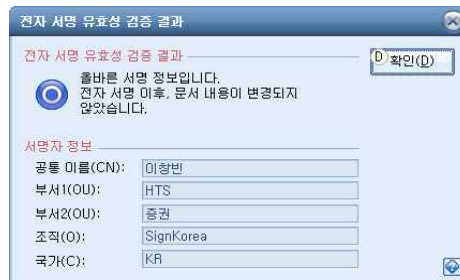 전자 서명 유효성 검증 결과
전자 서명 유효성 검증 결과
D 확인(D)
올바른 서명 정보입니다.
전자 서명 이후, 문서 내용이 변경되지
않았습니다.
서명자 정보
공통 이름(CN): 이창빈
부서1(OU): HTS
부서2(OU): 증권
조직(O): SignKorea
국가(C): KR